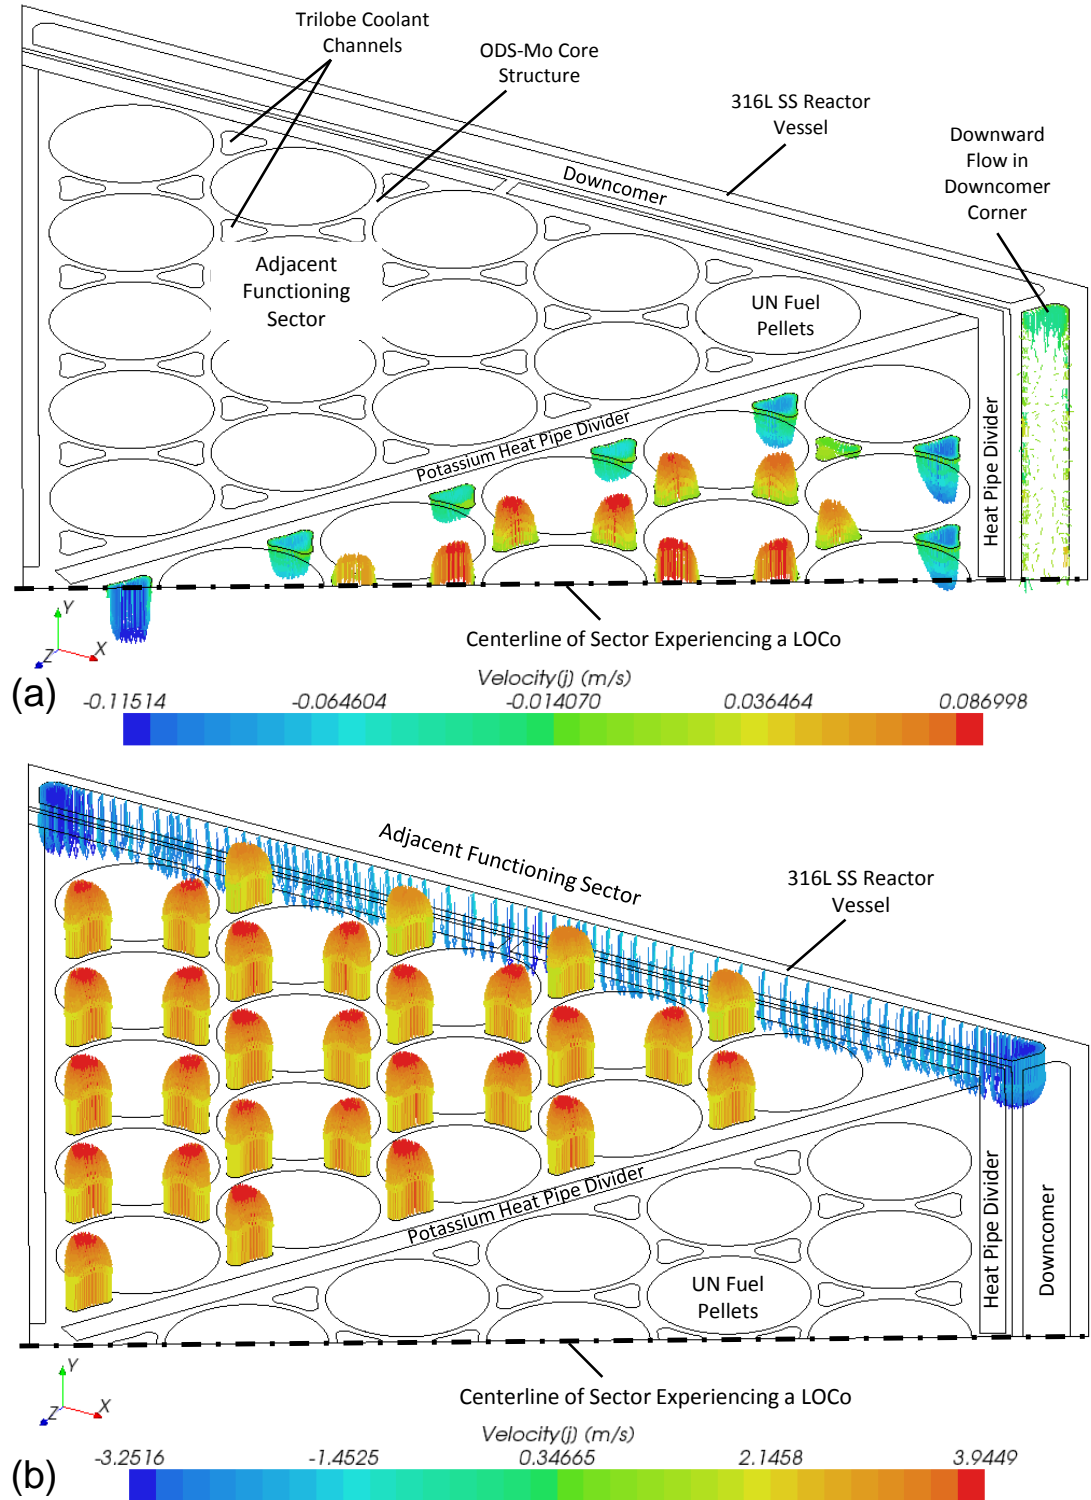 Trilobe Coolant
Channels
ODS-Mo Core
Structure
316L SS Reactor
Vessel
Downward
Flow in
Downcomer
Corner
Downcomer
Adjacent
Functioning
Sector
UN Fuel
Pellets
Potassium Heat Pipe Divider
Heat Pipe Divider
Centerline of Sector Experiencing a LOCo
Y
X
Z
(a)
Velocity(j) (m/s)
-0.11514 -0.064604 -0.014070 0.036464 0.086998
Adjacent Functioning Sector
316L SS Reactor
Vessel
Potassium Heat Pipe Divider
UN Fuel
Pellets
Heat Pipe Divider
Downcomer
Centerline of Sector Experiencing a LOCo
Y
X
Z
(b)
Velocity(j) (m/s)
-3.2516 -1.4525 0.34665 2.1458 3.9449